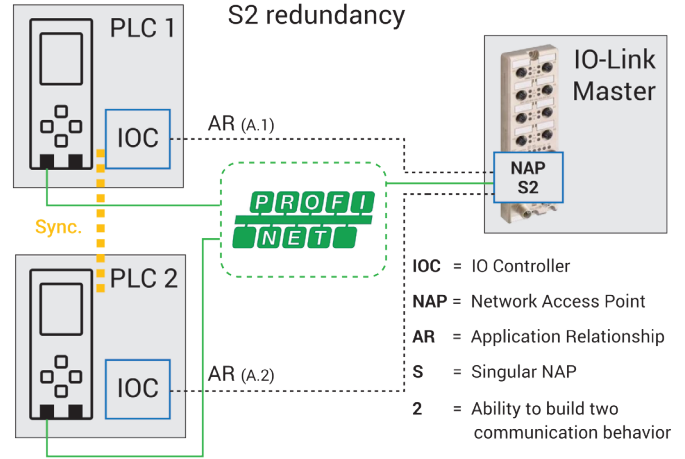 S2 redundancy
PLC 1
IOC
AR (A.1)
IO-Link
Master
NAP
S2
PROFI
NET
Sync.
PLC 2
IOC
AR (A.2)
IOC = IO Controller
NAP = Network Access Point
AR = Application Relationship
S = Singular NAP
2 = Ability to build two
communication behavior